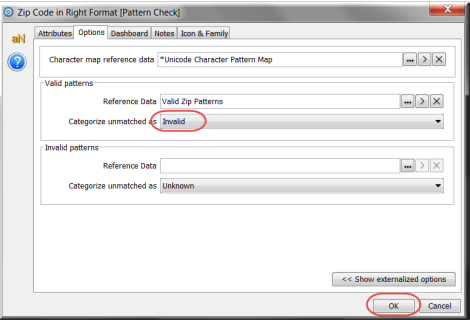 Zip Code in Right Format [Pattern Check]
aN
Attributes Options Dashboard Notes Icon & Family
?
Character map reference data *Unicode Character Pattern Map ... > X
Valid patterns
Reference Data Valid Zip Patterns ... > X
Categorize unmatched as Invalid
Invalid patterns
Reference Data ... > X
Categorize unmatched as Unknown
<< Show externalized options
OK Cancel